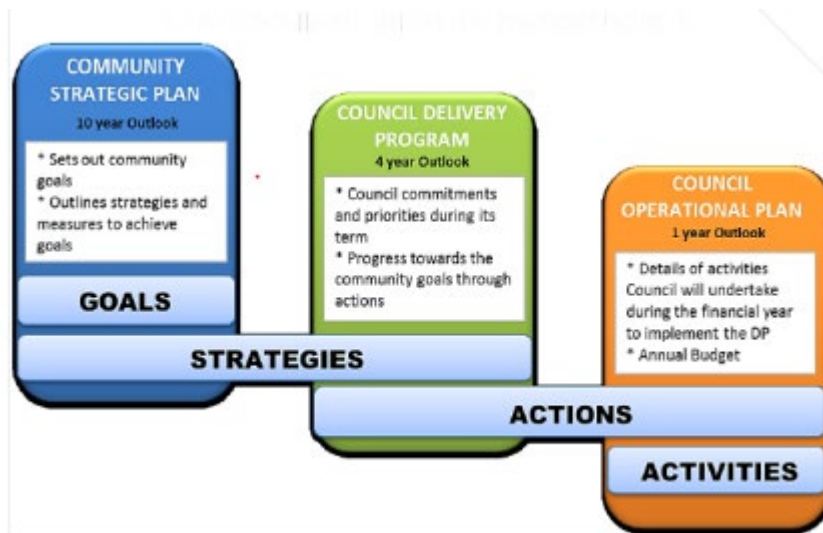 COMMUNITY
STRATEGIC PLAN
10 year Outlook
* Sets out community
goals
* Outlines strategies and
measures to achieve
goals
GOALS
COUNCIL DELIVERY
PROGRAM
4 year Outlook
* Council commitments
and priorities during its
term
* Progress towards the
community goals through
actions
STRATEGIES
COUNCIL
OPERATIONAL PLAN
1 year Outlook
* Details of activities
Council will undertake
during the financial year
to implement the DP
* Annual Budget
ACTIONS
ACTIVITIES